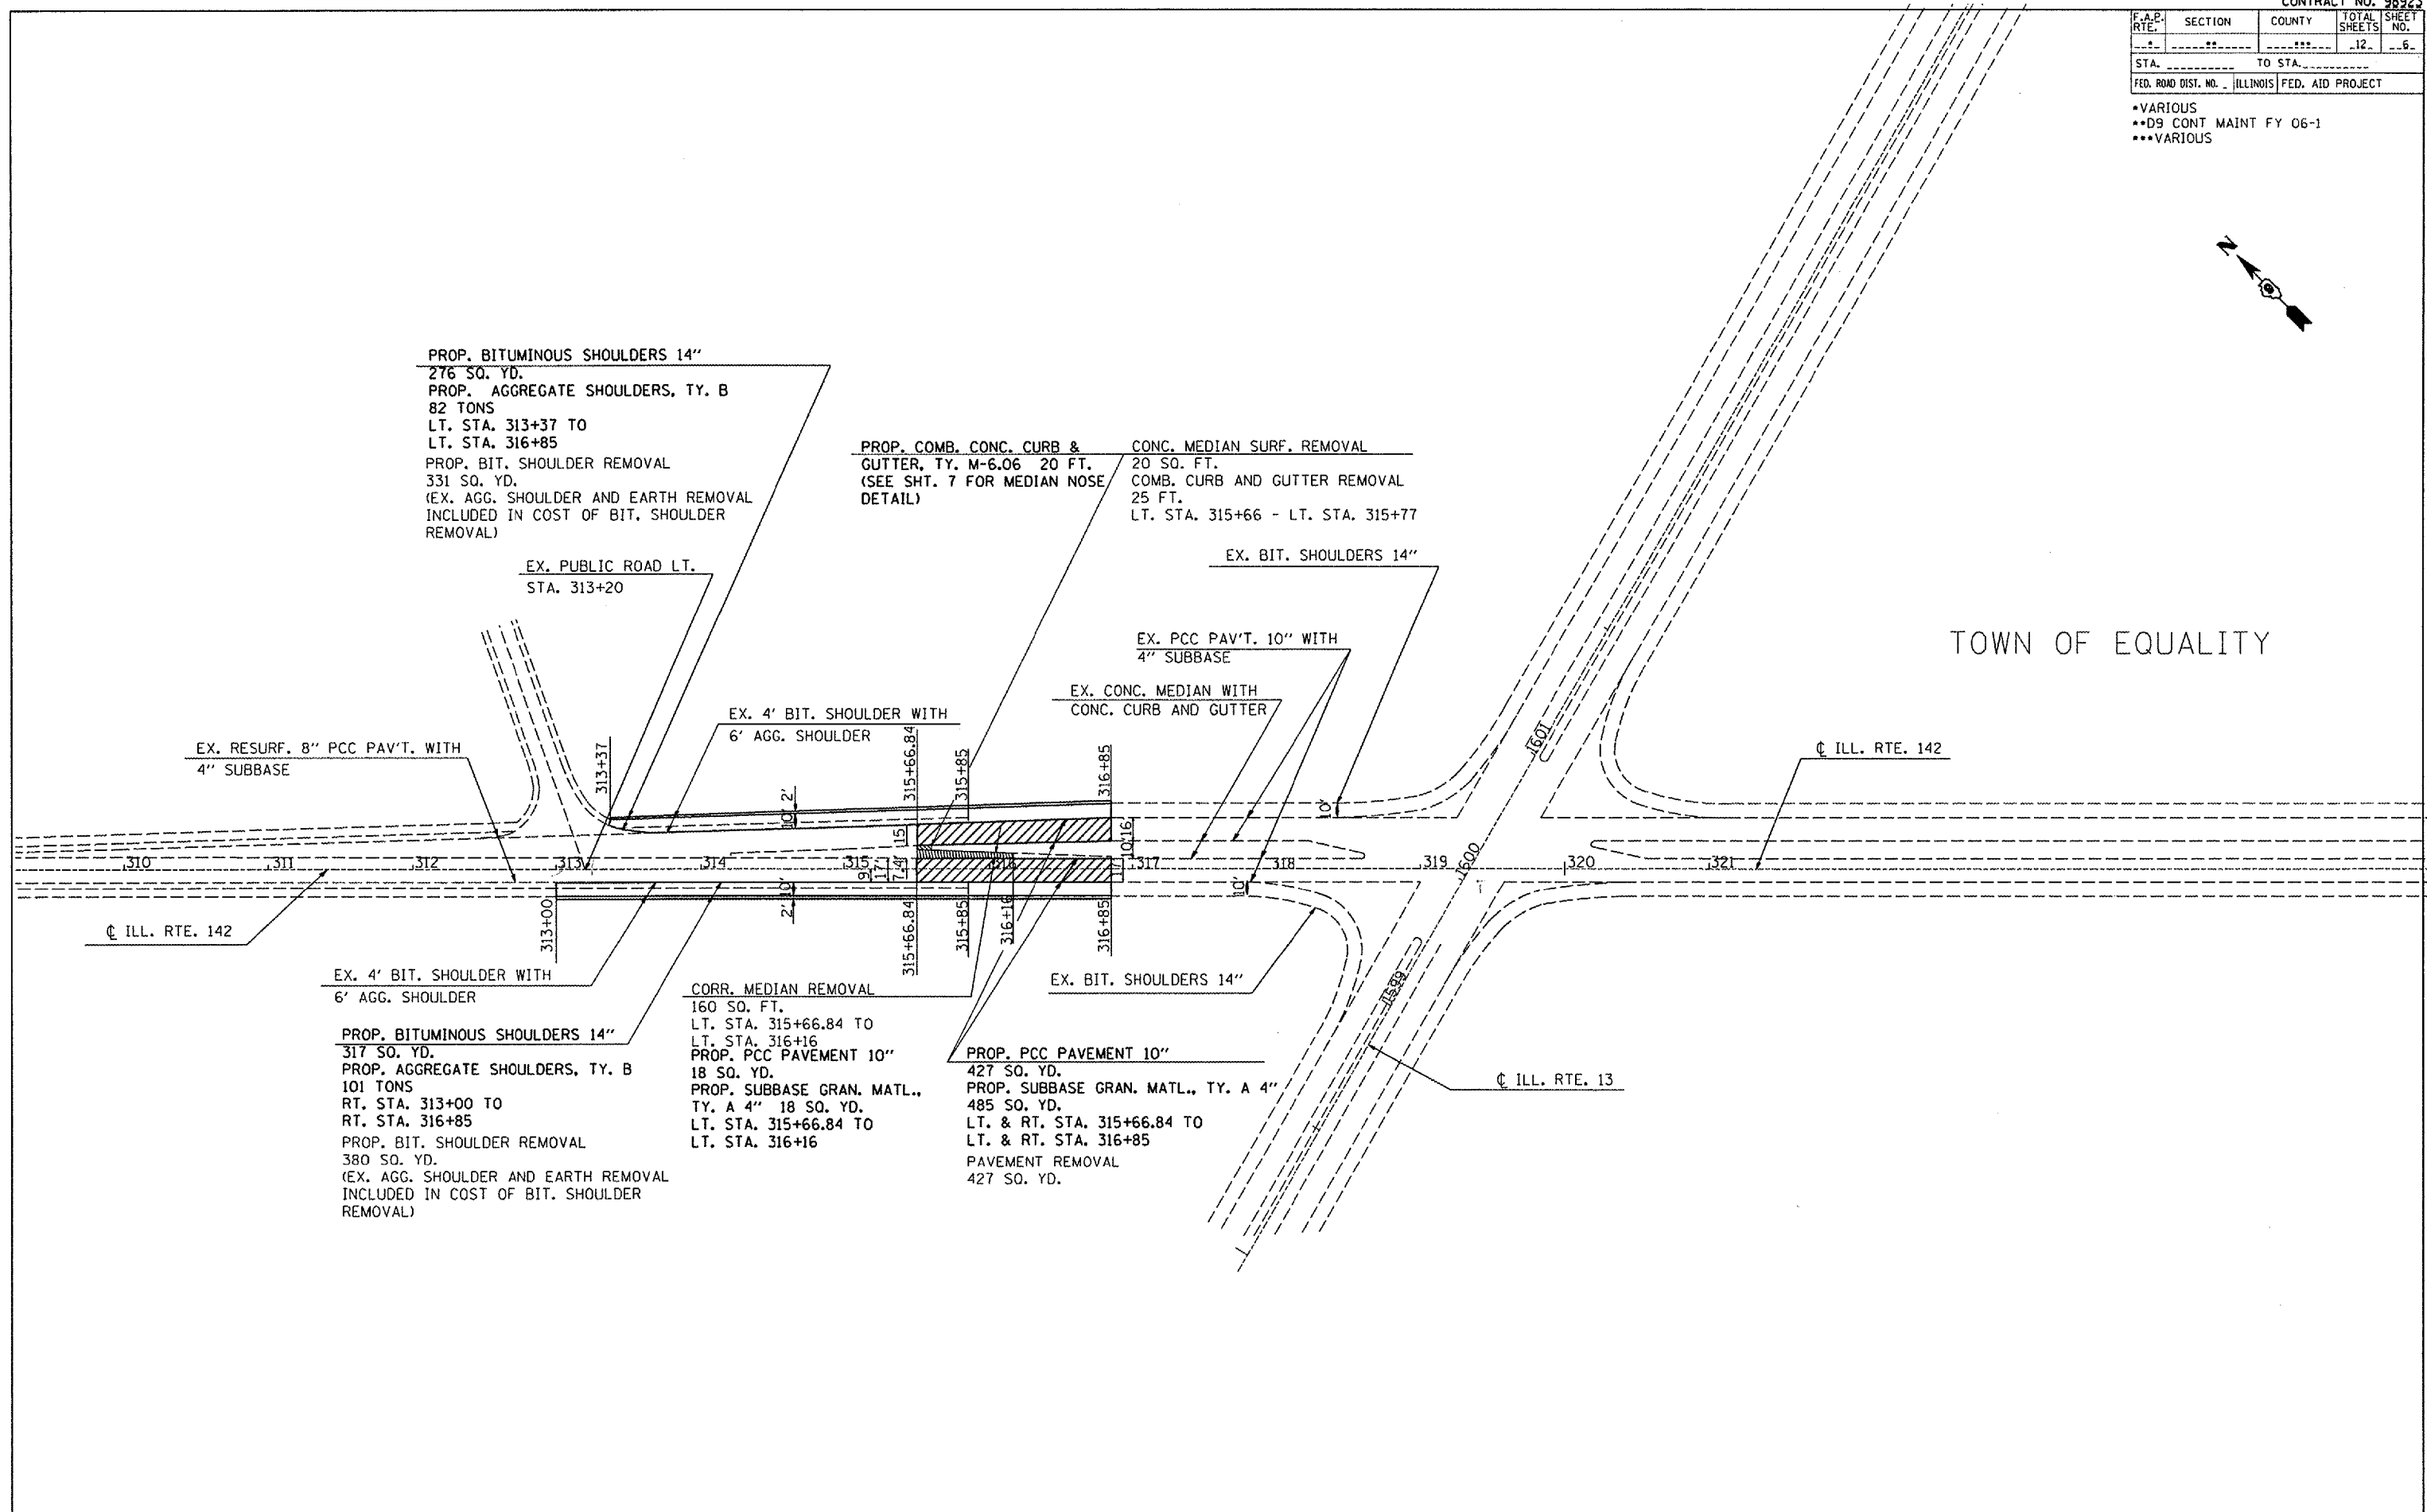 CONTRACT NO. 98923
F.A.P. RTE. SECTION COUNTY TOTAL SHEETS SHEET NO.
* ** *** 12 6
STA. TO STA.
FED. ROAD DIST. NO. ILLINOIS FED. AID PROJECT
*VARIOUS
**D9 CONT MAINT FY 06-1
***VARIOUS
N
PROP. BITUMINOUS SHOULDERS 14"
276 SQ. YD.
PROP. AGGREGATE SHOULDERS, TY. B
82 TONS
LT. STA. 313+37 TO
LT. STA. 316+85
PROP. BIT. SHOULDER REMOVAL
331 SQ. YD.
(EX. AGG. SHOULDER AND EARTH REMOVAL
INCLUDED IN COST OF BIT. SHOULDER
REMOVAL)
PROP. COMB. CONC. CURB &
GUTTER, TY. M-6.06 20 FT.
(SEE SHT. 7 FOR MEDIAN NOSE
DETAIL)
CONC. MEDIAN SURF. REMOVAL
20 SQ. FT.
COMB. CURB AND GUTTER REMOVAL
25 FT.
LT. STA. 315+66 - LT. STA. 315+77
EX. PUBLIC ROAD LT.
STA. 313+20
EX. BIT. SHOULDERS 14"
EX. PCC PAV'T. 10" WITH
4" SUBBASE
TOWN OF EQUALITY
EX. CONC. MEDIAN WITH
CONC. CURB AND GUTTER
EX. 4' BIT. SHOULDER WITH
6' AGG. SHOULDER
EX. RESURF. 8" PCC PAV'T. WITH
4" SUBBASE
℄ ILL. RTE. 142
313+37
315+66.84
315+85
316+85
1601
2'
10'
10'
15
10
16
310 311 312 313 314 315 316 317 318 319 1600 320 321
9
17'
7.4'
17
10'
2' 10'
313+00
315+66.84
315+85
316+16
316+85
℄ ILL. RTE. 142
1599
EX. 4' BIT. SHOULDER WITH
6' AGG. SHOULDER
EX. BIT. SHOULDERS 14"
CORR. MEDIAN REMOVAL
160 SQ. FT.
LT. STA. 315+66.84 TO
LT. STA. 316+16
PROP. PCC PAVEMENT 10"
18 SQ. YD.
PROP. SUBBASE GRAN. MATL.,
TY. A 4" 18 SQ. YD.
LT. STA. 315+66.84 TO
LT. STA. 316+16
PROP. BITUMINOUS SHOULDERS 14"
317 SQ. YD.
PROP. AGGREGATE SHOULDERS, TY. B
101 TONS
RT. STA. 313+00 TO
RT. STA. 316+85
PROP. BIT. SHOULDER REMOVAL
380 SQ. YD.
(EX. AGG. SHOULDER AND EARTH REMOVAL
INCLUDED IN COST OF BIT. SHOULDER
REMOVAL)
PROP. PCC PAVEMENT 10"
427 SQ. YD.
PROP. SUBBASE GRAN. MATL., TY. A 4"
485 SQ. YD.
LT. & RT. STA. 315+66.84 TO
LT. & RT. STA. 316+85
PAVEMENT REMOVAL
427 SQ. YD.
℄ ILL. RTE. 13